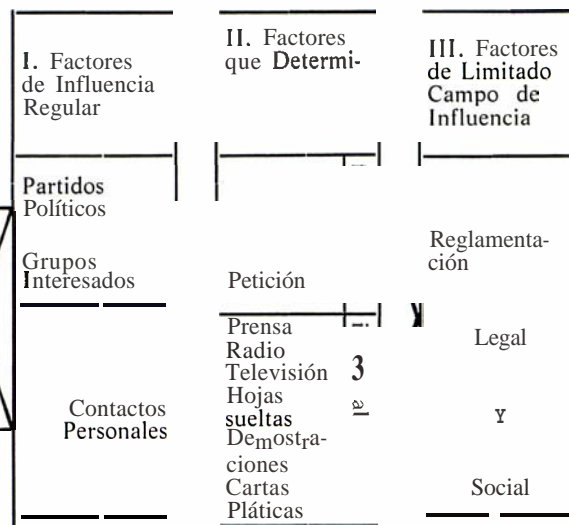 I. Factores
de Influencia
Regular
II. Factores
que Determi-
III. Factores
de Limitado
Campo de
Influencia
Partidos
Políticos
Grupos
Interesados
Contactos
Personales
Petición
Prensa
Radio
Televisión 3
Hojas
sueltas
Demostra-
ciones
Cartas
Pláticas
Reglamenta-
ción
Legal
Y
Social